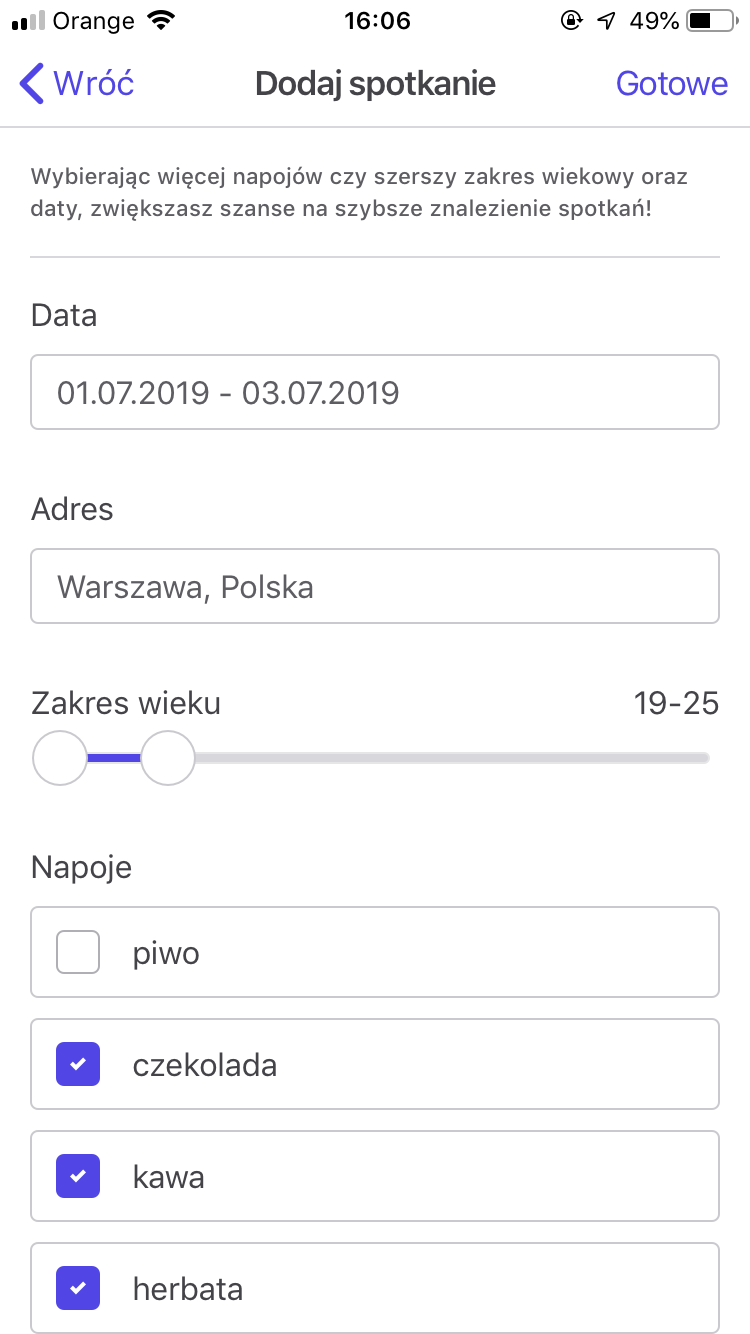 Orange 16:06 49%
Wróć Dodaj spotkanie Gotowe
Wybierając więcej napojów czy szerszy zakres wiekowy oraz
daty, zwiększasz szanse na szybsze znalezienie spotkań!
Data
01.07.2019 - 03.07.2019
Adres
Warszawa, Polska
Zakres wieku 19-25
Napoje
piwo
czekolada
kawa
herbata